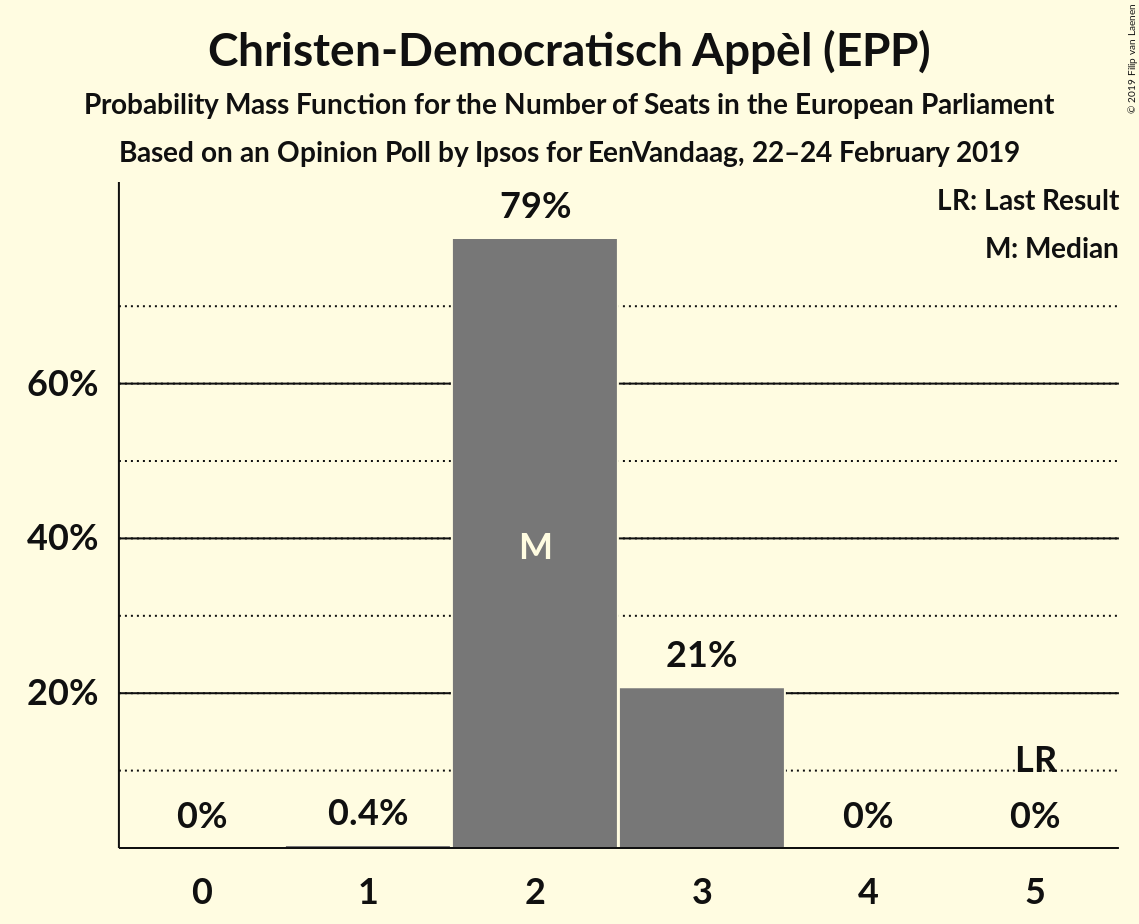 Christen-Democratisch Appèl (EPP)
Probability Mass Function for the Number of Seats in the European Parliament
Based on an Opinion Poll by Ipsos for EenVandaag, 22–24 February 2019
© 2019 Filip van Laenen
LR: Last Result
M: Median
79%
60%
40%
M
21%
20%
LR
0% 0.4% 0% 0%
0 1 2 3 4 5